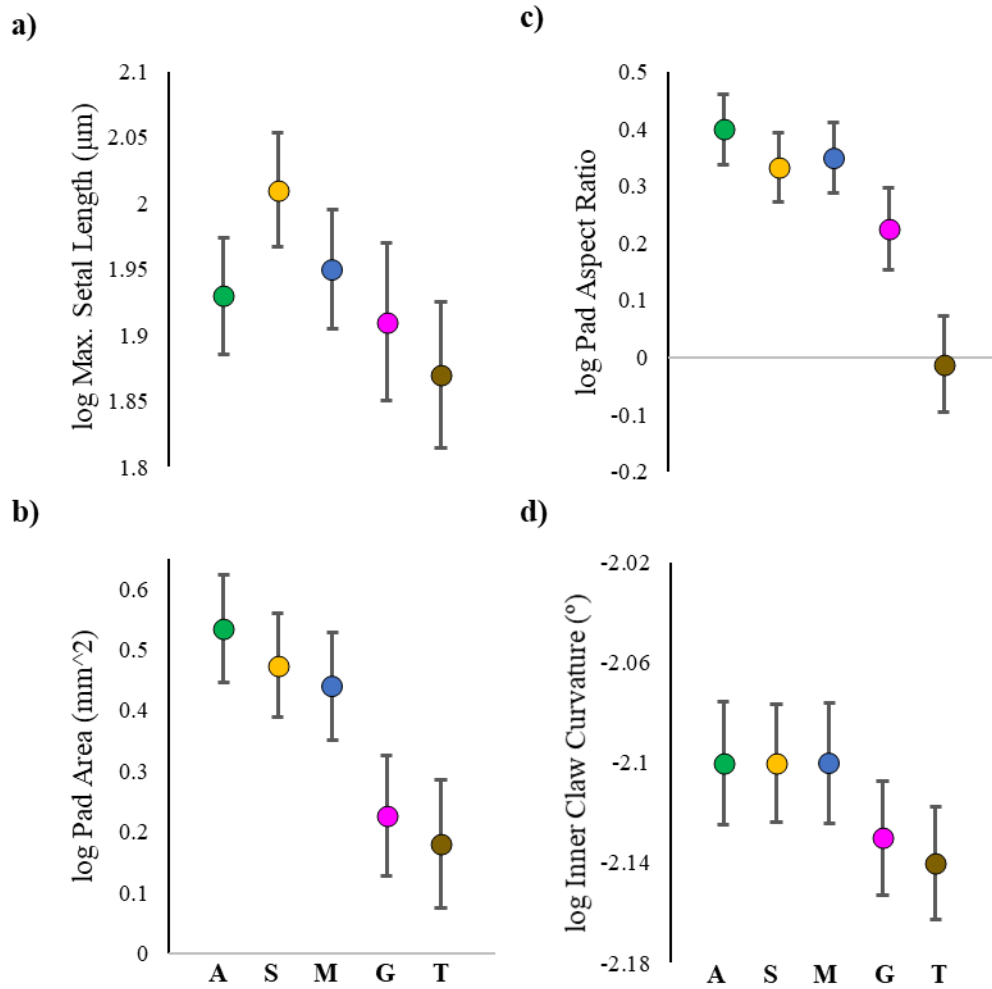 a)
log Max. Setal Length (µm)
2.1
2.05
2
1.95
1.9
1.85
1.8
c)
log Pad Aspect Ratio
0.5
0.4
0.3
0.2
0.1
0
-0.1
-0.2
b)
log Pad Area (mm^2)
0.6
0.5
0.4
0.3
0.2
0.1
0
A S M G T
d)
log Inner Claw Curvature (º)
-2.02
-2.06
-2.1
-2.14
-2.18
A S M G T